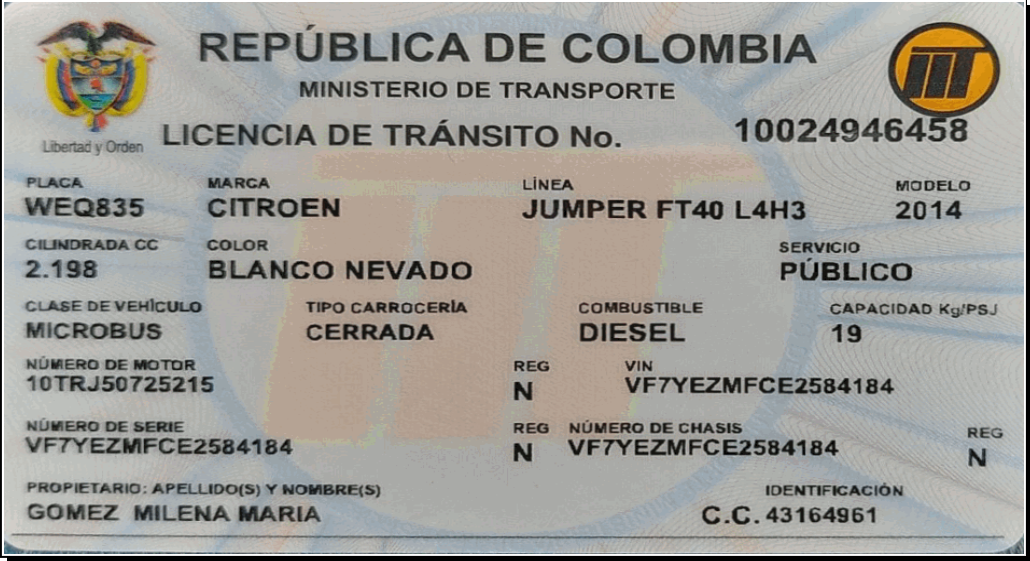 REPÚBLICA DE COLOMBIA
MINISTERIO DE TRANSPORTE
Libertad y Orden
LICENCIA DE TRÁNSITO No. 10024946458
PLACA MARCA LÍNEA MODELO
WEQ835 CITROEN JUMPER FT40 L4H3 2014
CILINDRADA CC COLOR SERVICIO
2.198 BLANCO NEVADO PÚBLICO
CLASE DE VEHÍCULO TIPO CARROCERÍA COMBUSTIBLE CAPACIDAD Kg/PSJ
MICROBUS CERRADA DIESEL 19
NÚMERO DE MOTOR REG VIN
10TRJ50725215 N VF7YEZMFCE2584184
NÚMERO DE SERIE REG NÚMERO DE CHASIS REG
VF7YEZMFCE2584184 N VF7YEZMFCE2584184 N
PROPIETARIO: APELLIDO(S) Y NOMBRE(S) IDENTIFICACIÓN
GOMEZ MILENA MARIA C.C. 43164961